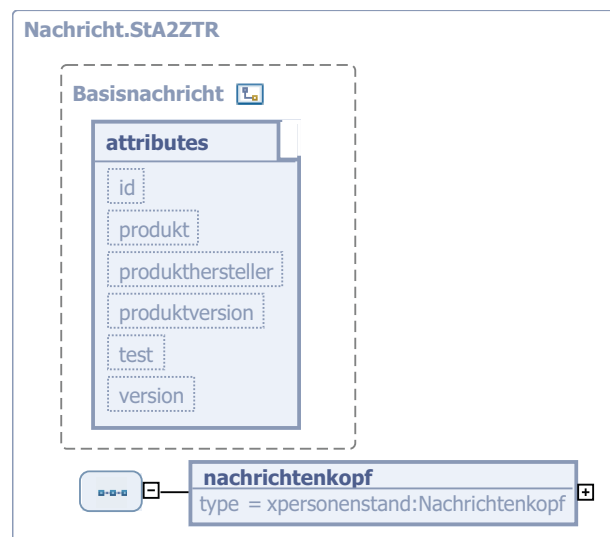 Nachricht.StA2ZTR
Basisnachricht
attributes
id
produkt
produkthersteller
produktversion
test
version
nachrichtenkopf
type = xpersonenstand:Nachrichtenkopf